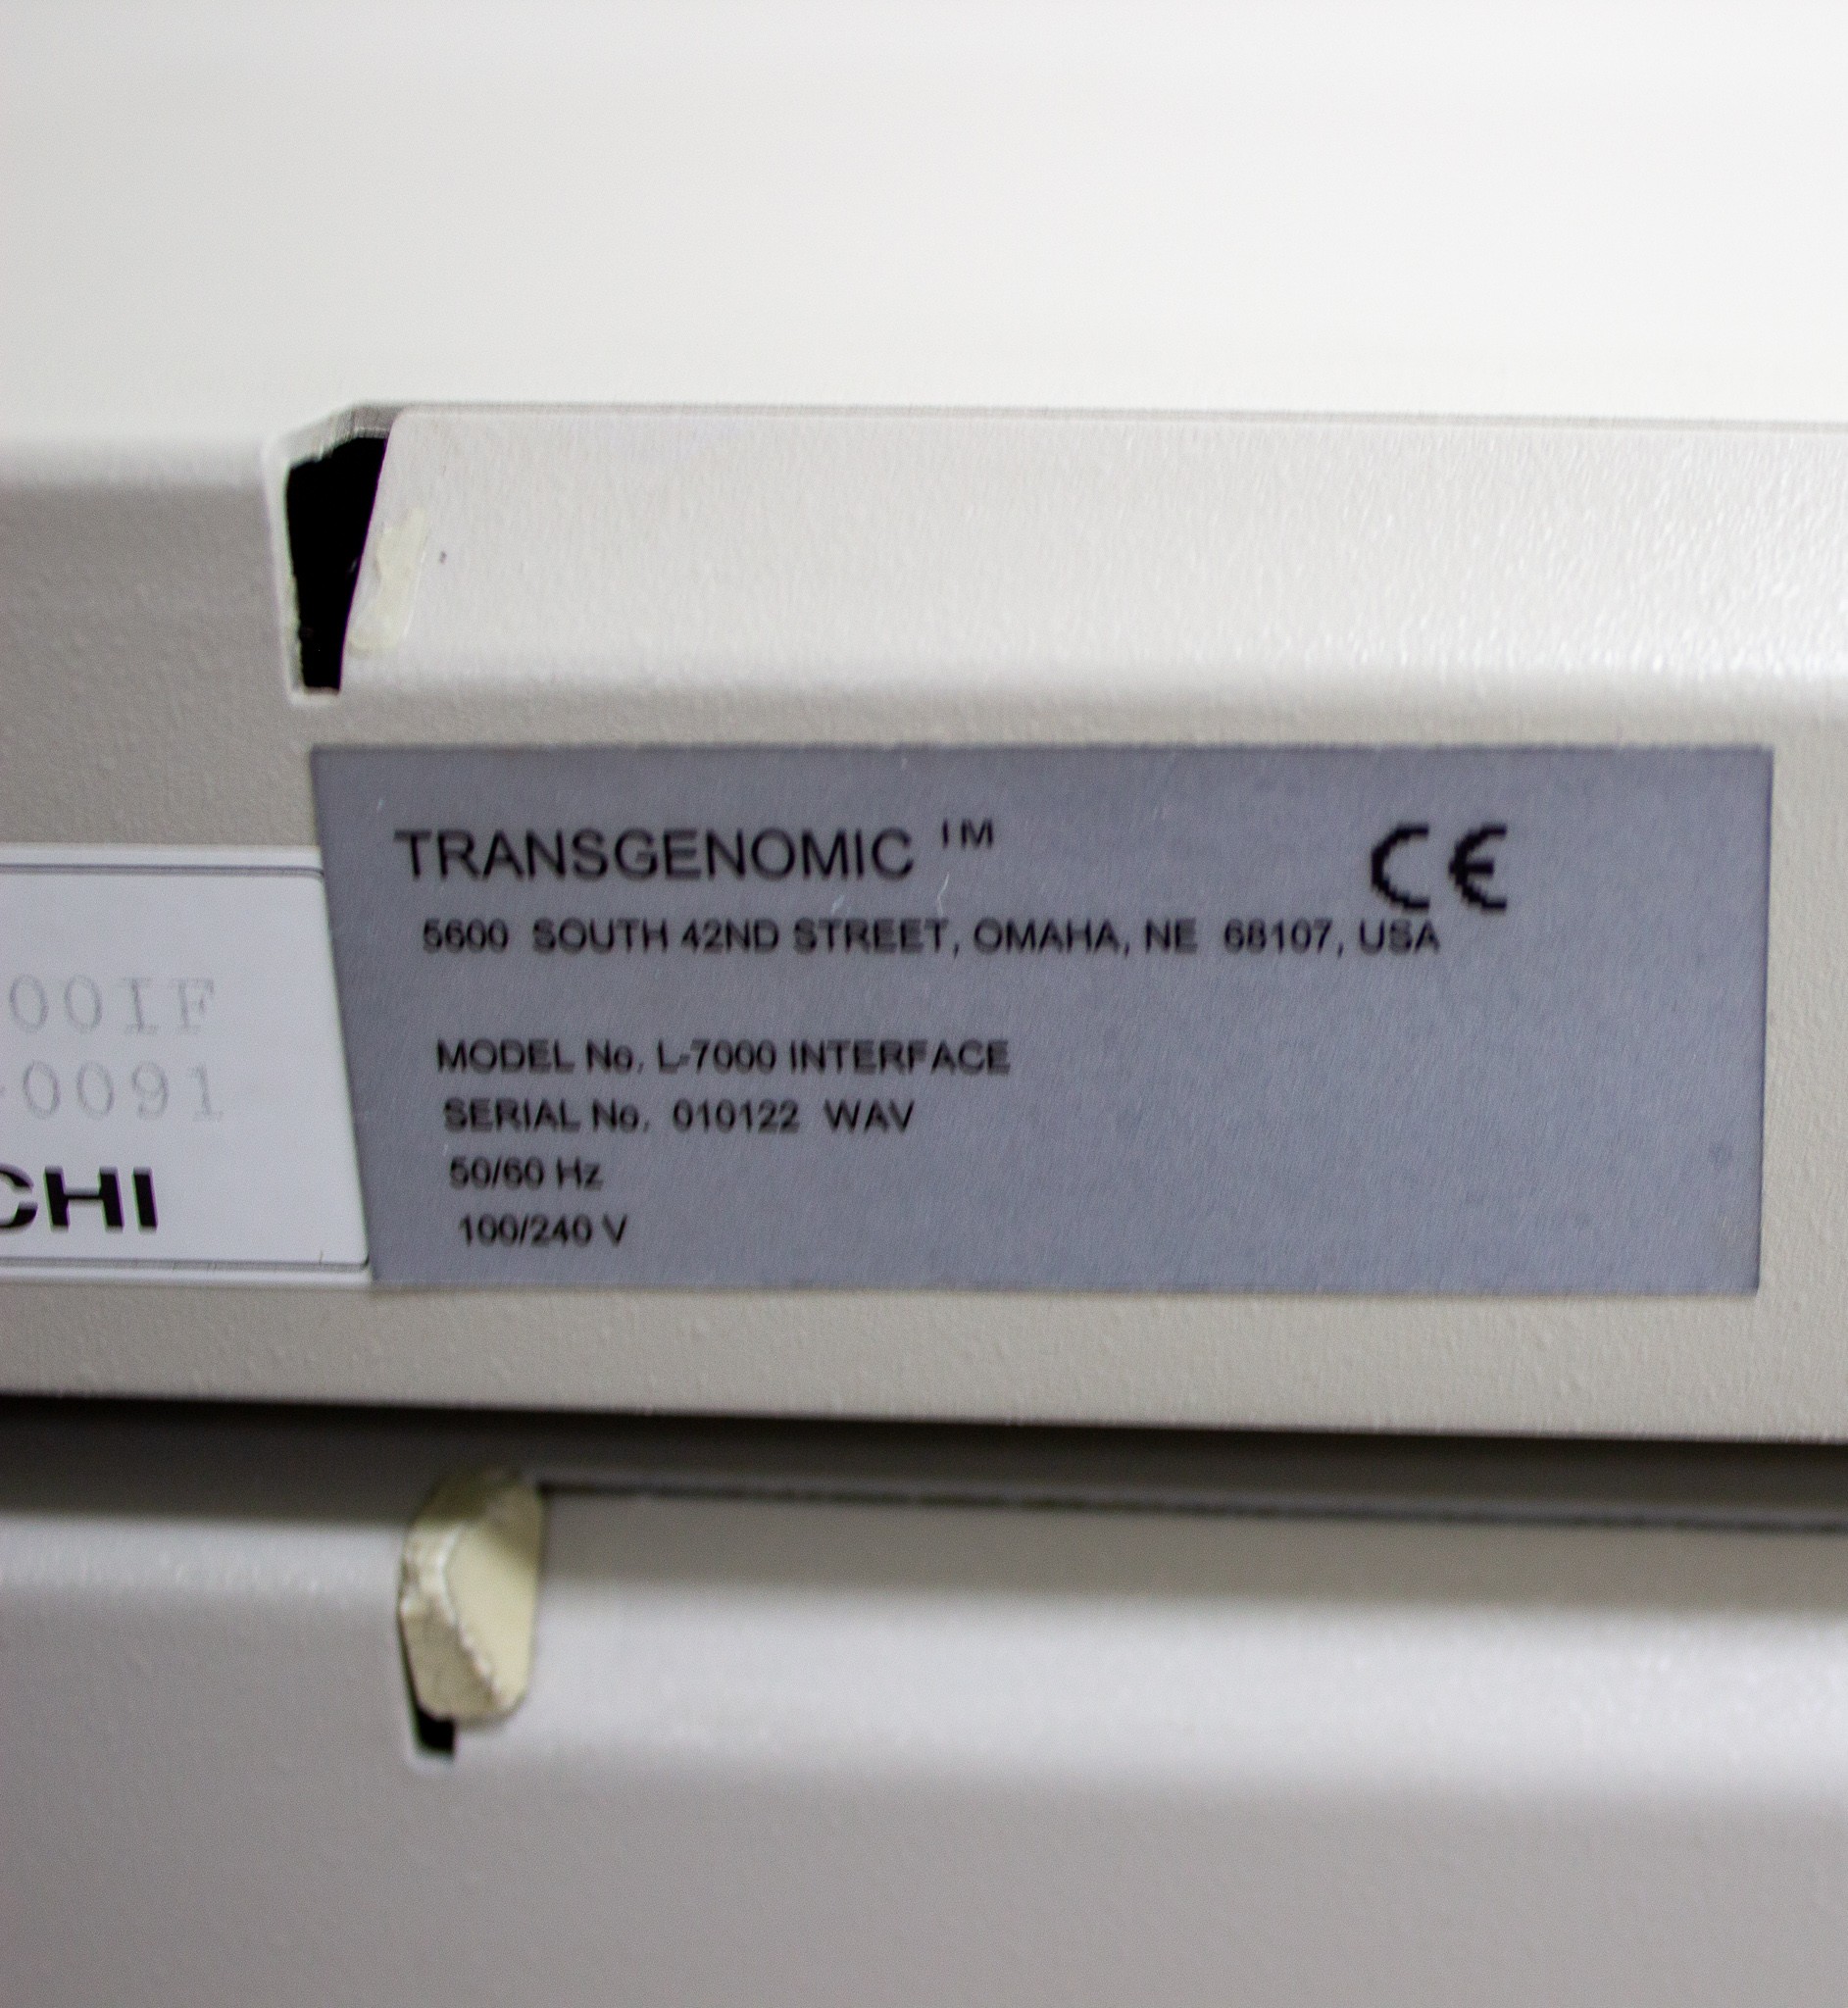 TRANSGENOMIC ™ CE
5600 SOUTH 42ND STREET, OMAHA, NE 68107, USA
MODEL No. L-7000 INTERFACE
SERIAL No. 010122 WAV
50/60 Hz
100/240 V
00IF
-0091
CHI